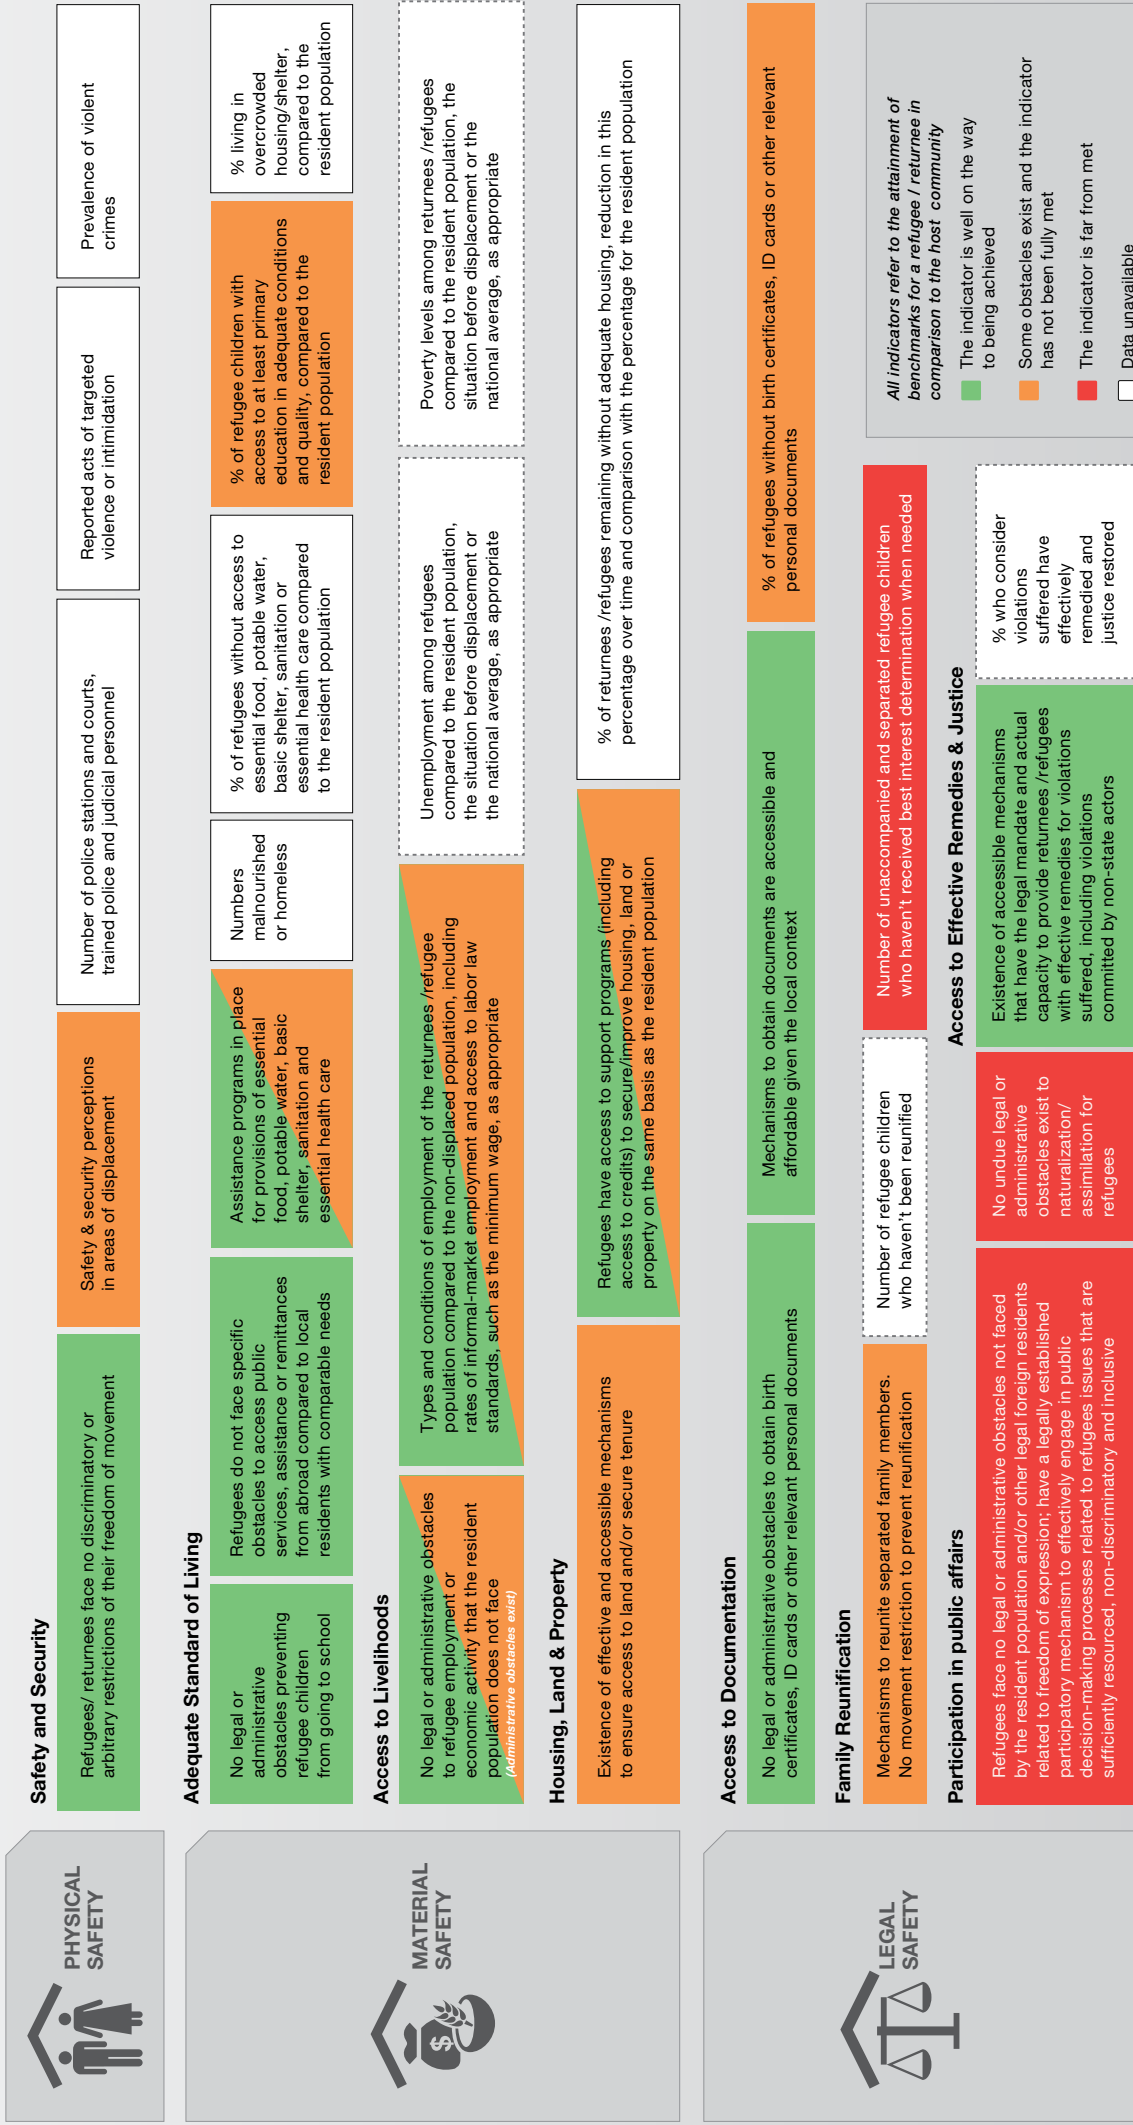 PHYSICAL
SAFETY
Safety and Security
Refugees/ returnees face no discriminatory or
arbitrary restrictions of their freedom of movement
Safety & security perceptions
in areas of displacement
Number of police stations and courts,
trained police and judicial personnel
Reported acts of targeted
violence or intimidation
Prevalence of violent
crimes
MATERIAL
SAFETY
Adequate Standard of Living
No legal or
administrative
obstacles preventing
refugee children
from going to school
Refugees do not face specific
obstacles to access public
services, assistance or remittances
from abroad compared to local
residents with comparable needs
Assistance programs in place
for provisions of essential
food, potable water, basic
shelter, sanitation and
essential health care
Numbers
malnourished
or homeless
% of refugees without access to
essential food, potable water,
basic shelter, sanitation or
essential health care compared
to the resident population
% of refugee children with
access to at least primary
education in adequate conditions
and quality, compared to the
resident population
% living in
overcrowded
housing/shelter,
compared to the
resident population
Access to Livelihoods
No legal or administrative obstacles
to refugee employment or
economic activity that the resident
population does not face
(Administrative obstacles exist)
Types and conditions of employment of the returnees /refugee
population compared to the non-displaced population, including
rates of informal-market employment and access to labor law
standards, such as the minimum wage, as appropriate
Unemployment among refugees
compared to the resident population,
the situation before displacement or
the national average, as appropriate
Poverty levels among returnees /refugees
compared to the resident population, the
situation before displacement or the
national average, as appropriate
Housing, Land & Property
Existence of effective and accessible mechanisms
to ensure access to land and/or secure tenure
Refugees have access to support programs (including
access to credits) to secure/improve housing, land or
property on the same basis as the resident population
% of returnees /refugees remaining without adequate housing, reduction in this
percentage over time and comparison with the percentage for the resident population
LEGAL
SAFETY
Access to Documentation
No legal or administrative obstacles to obtain birth
certificates, ID cards or other relevant personal documents
Mechanisms to obtain documents are accessible and
affordable given the local context
% of refugees without birth certificates, ID cards or other relevant
personal documents
Family Reunification
Mechanisms to reunite separated family members.
No movement restriction to prevent reunification
Number of refugee children
who haven't been reunified
Number of unaccompanied and separated refugee children
who haven't received best interest determination when needed
Participation in public affairs
Refugees face no legal or administrative obstacles not faced
by the resident population and/or other legal foreign residents
related to freedom of expression; have a legally established
participatory mechanism to effectively engage in public
decision-making processes related to refugees issues that are
sufficiently resourced, non-discriminatory and inclusive
No undue legal or
administrative
obstacles exist to
naturalization/
assimilation for
refugees
Access to Effective Remedies & Justice
Existence of accessible mechanisms
that have the legal mandate and actual
capacity to provide returnees /refugees
with effective remedies for violations
suffered, including violations
committed by non-state actors
% who consider
violations
suffered have
effectively
remedied and
justice restored
All indicators refer to the attainment of
benchmarks for a refugee / returnee in
comparison to the host community
The indicator is well on the way
to being achieved
Some obstacles exist and the indicator
has not been fully met
The indicator is far from met
Data unavailable